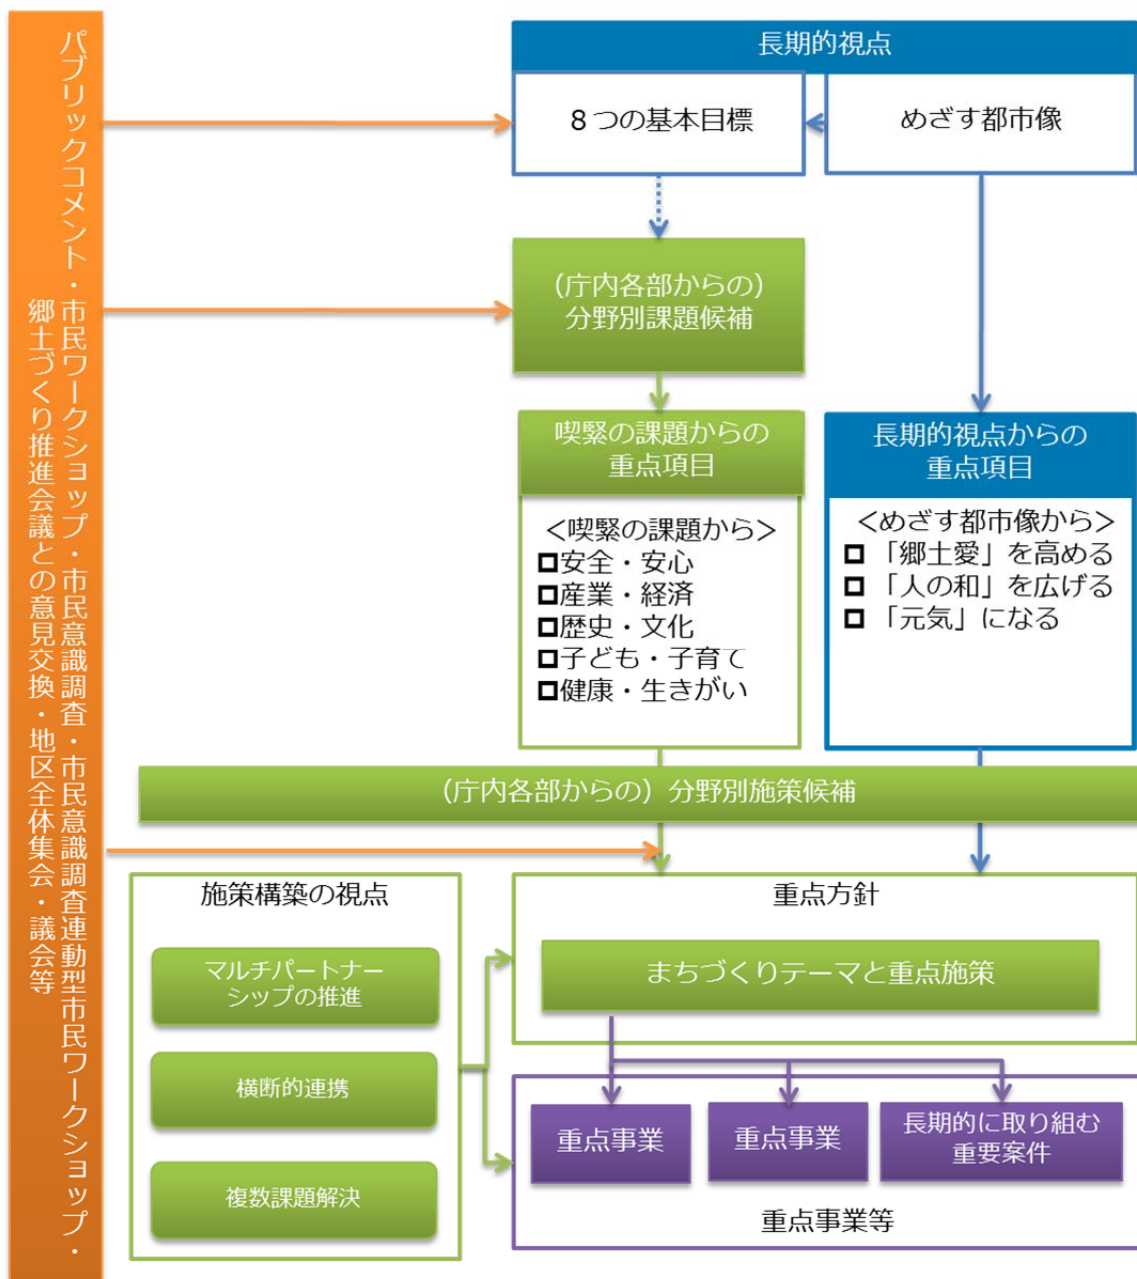 パブリックコメント・市民ワークショップ・市民意識調査・市民意識調査連動型市民ワークショップ・
郷土づくり推進会議との意見交換・地区全体集会・議会等
長期的視点
8つの基本目標
めざす都市像
(庁内各部からの)
分野別課題候補
喫緊の課題からの
重点項目
<喫緊の課題から>
安全・安心
産業・経済
歴史・文化
子ども・子育て
健康・生きがい
長期的視点からの
重点項目
<めざす都市像から>
「郷土愛」を高める
「人の和」を広げる
「元気」になる
(庁内各部からの)分野別施策候補
施策構築の視点
マルチパートナー
シップの推進
横断的連携
複数課題解決
重点方針
まちづくりテーマと重点施策
重点事業
重点事業
長期的に取り組む
重要案件
重点事業等